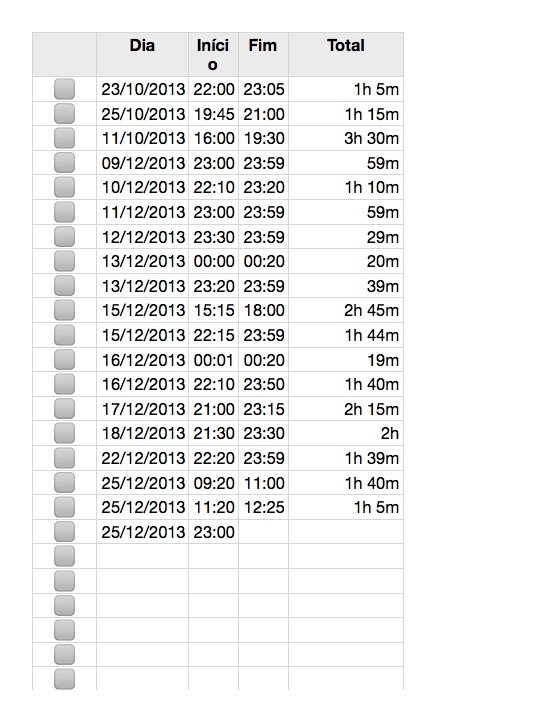 Dia Iníci Fim Total
o
23/10/2013 22:00 23:05 1h 5m
25/10/2013 19:45 21:00 1h 15m
11/10/2013 16:00 19:30 3h 30m
09/12/2013 23:00 23:59 59m
10/12/2013 22:10 23:20 1h 10m
11/12/2013 23:00 23:59 59m
12/12/2013 23:30 23:59 29m
13/12/2013 00:00 00:20 20m
13/12/2013 23:20 23:59 39m
15/12/2013 15:15 18:00 2h 45m
15/12/2013 22:15 23:59 1h 44m
16/12/2013 00:01 00:20 19m
16/12/2013 22:10 23:50 1h 40m
17/12/2013 21:00 23:15 2h 15m
18/12/2013 21:30 23:30 2h
22/12/2013 22:20 23:59 1h 39m
25/12/2013 09:20 11:00 1h 40m
25/12/2013 11:20 12:25 1h 5m
25/12/2013 23:00